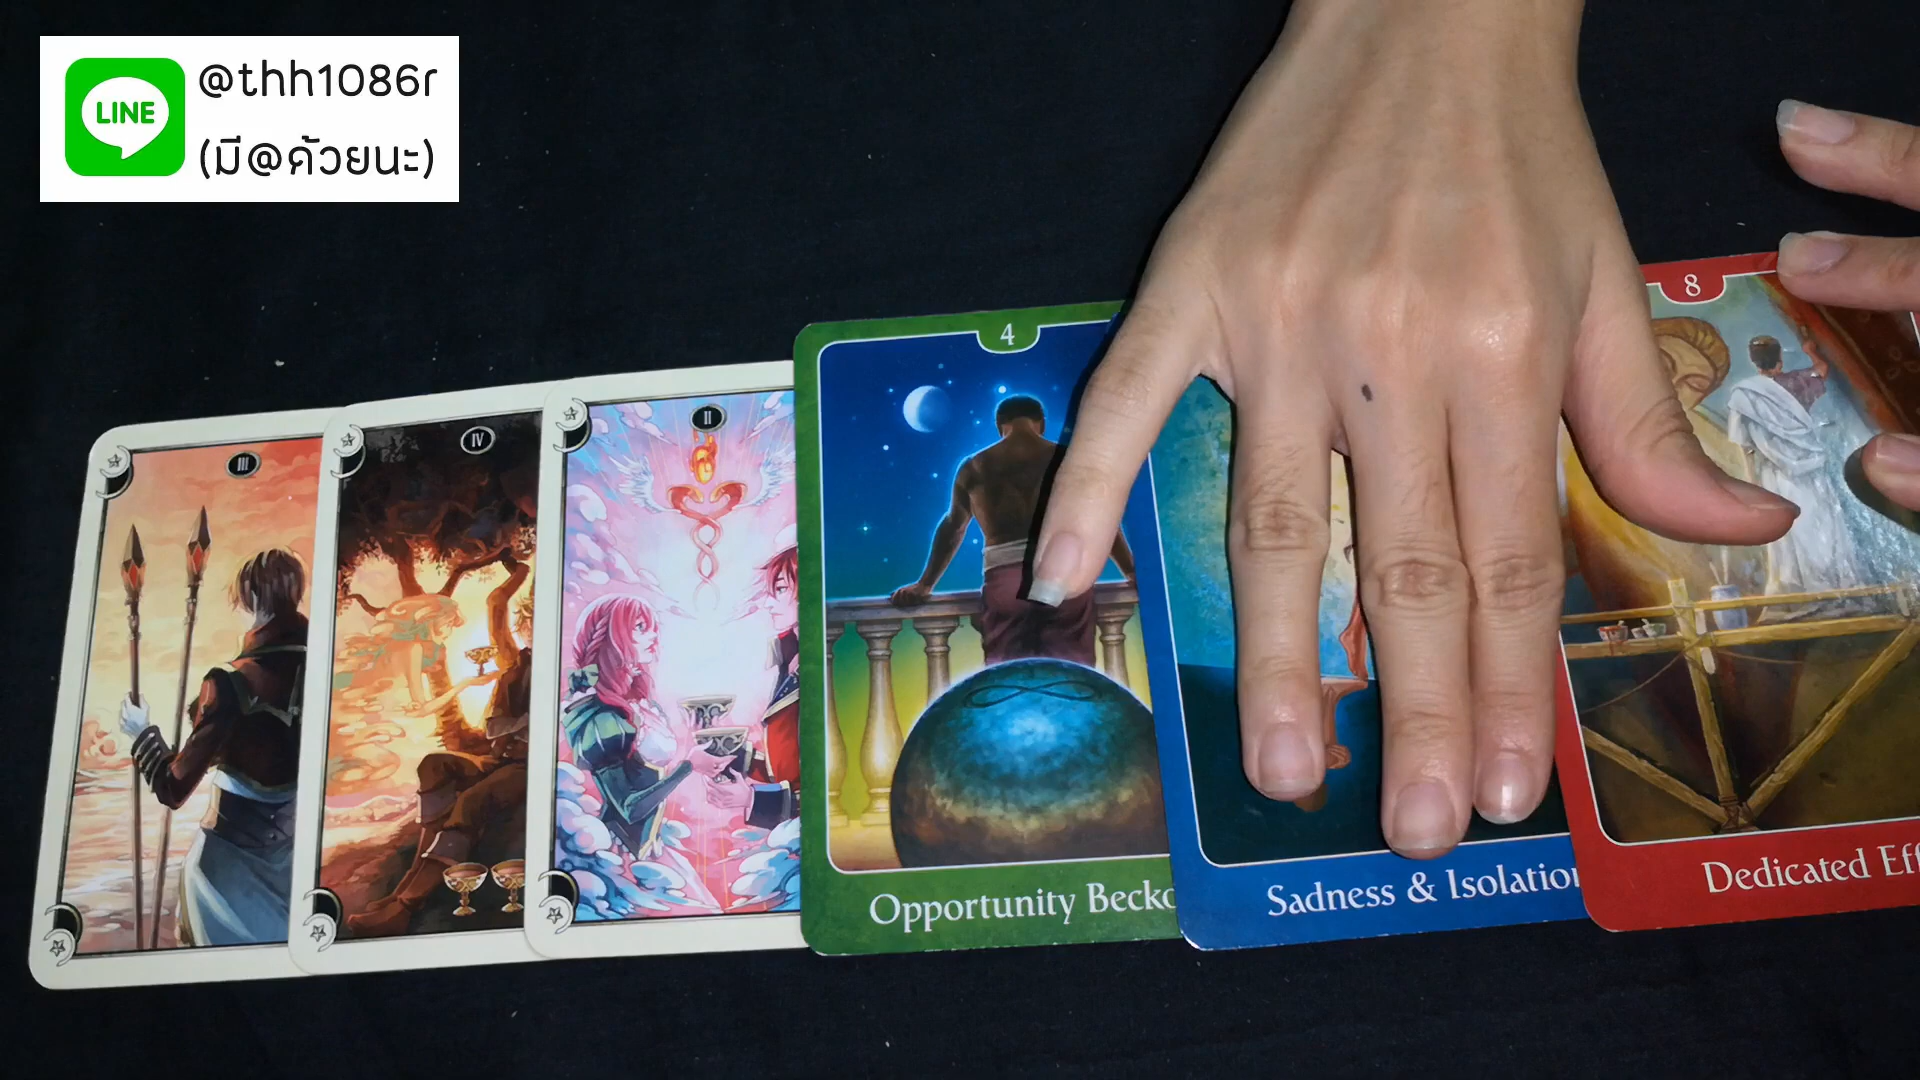 LINE
@thh1086r
(มี@ด้วยนะ)
III
IV
II
4
8
Opportunity
Sadness & Isolation
Dedicated